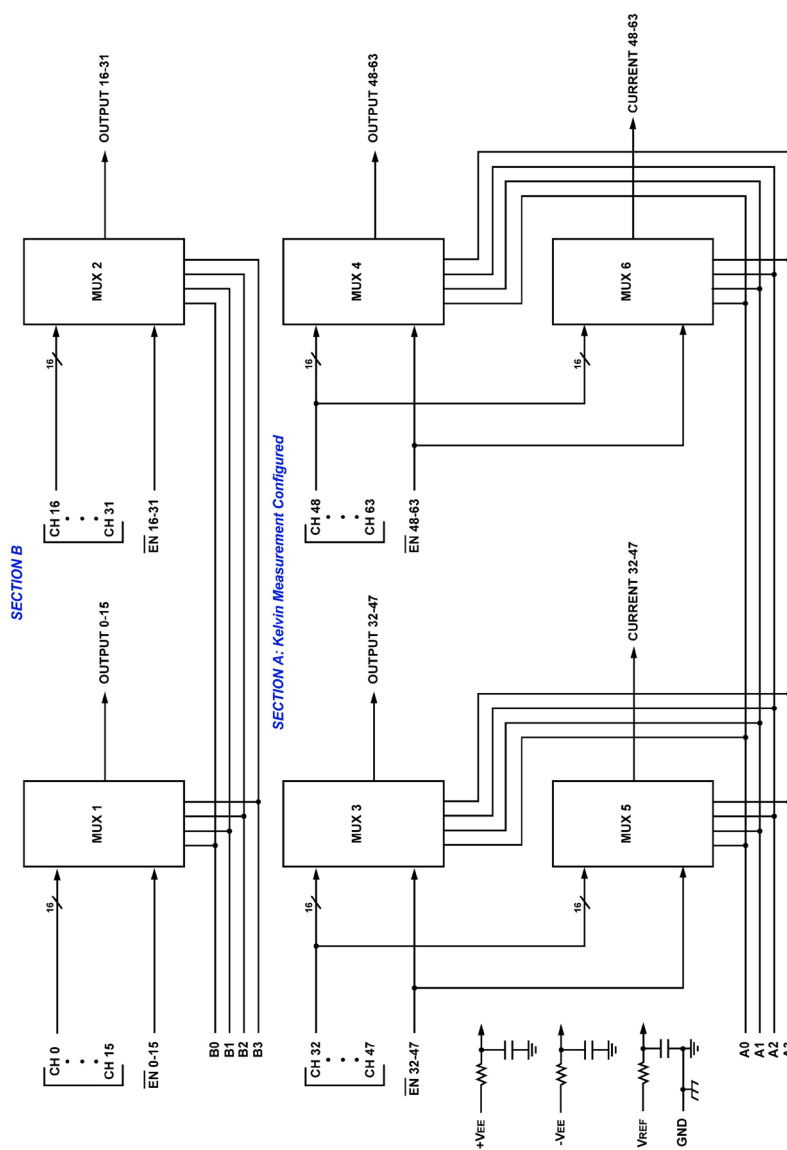 SECTION B
CH 0
CH 15
EN 0-15
16
MUX 1
OUTPUT 0-15
CH 16
CH 31
EN 16-31
16
MUX 2
OUTPUT 16-31
B0
B1
B2
B3
SECTION A: Kelvin Measurement Configured
CH 32
CH 47
EN 32-47
16
MUX 3
OUTPUT 32-47
CH 48
CH 63
EN 48-63
16
MUX 4
OUTPUT 48-63
16
MUX 5
CURRENT 32-47
16
MUX 6
CURRENT 48-63
+VEE
-VEE
VREF
GND
A0
A1
A2